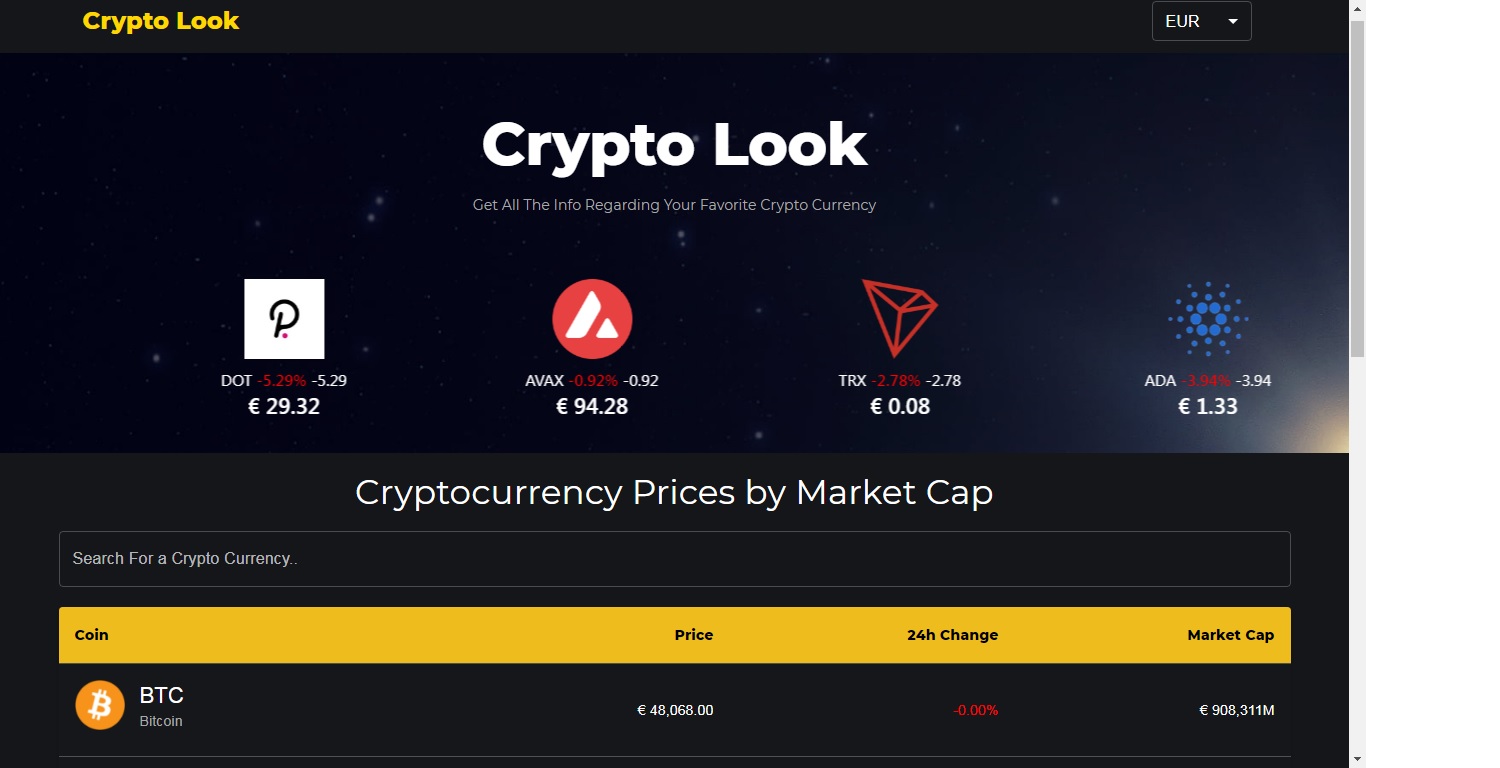 Crypto Look
EUR
Crypto Look
Get All The Info Regarding Your Favorite Crypto Currency
DOT -5.29% -5.29
€ 29.32
AVAX -0.92% -0.92
€ 94.28
TRX -2.78% -2.78
€ 0.08
ADA -3.94% -3.94
€ 1.33
Cryptocurrency Prices by Market Cap
Search For a Crypto Currency..
Coin Price 24h Change Market Cap
BTC
Bitcoin
€ 48,068.00 -0.00% € 908,311M